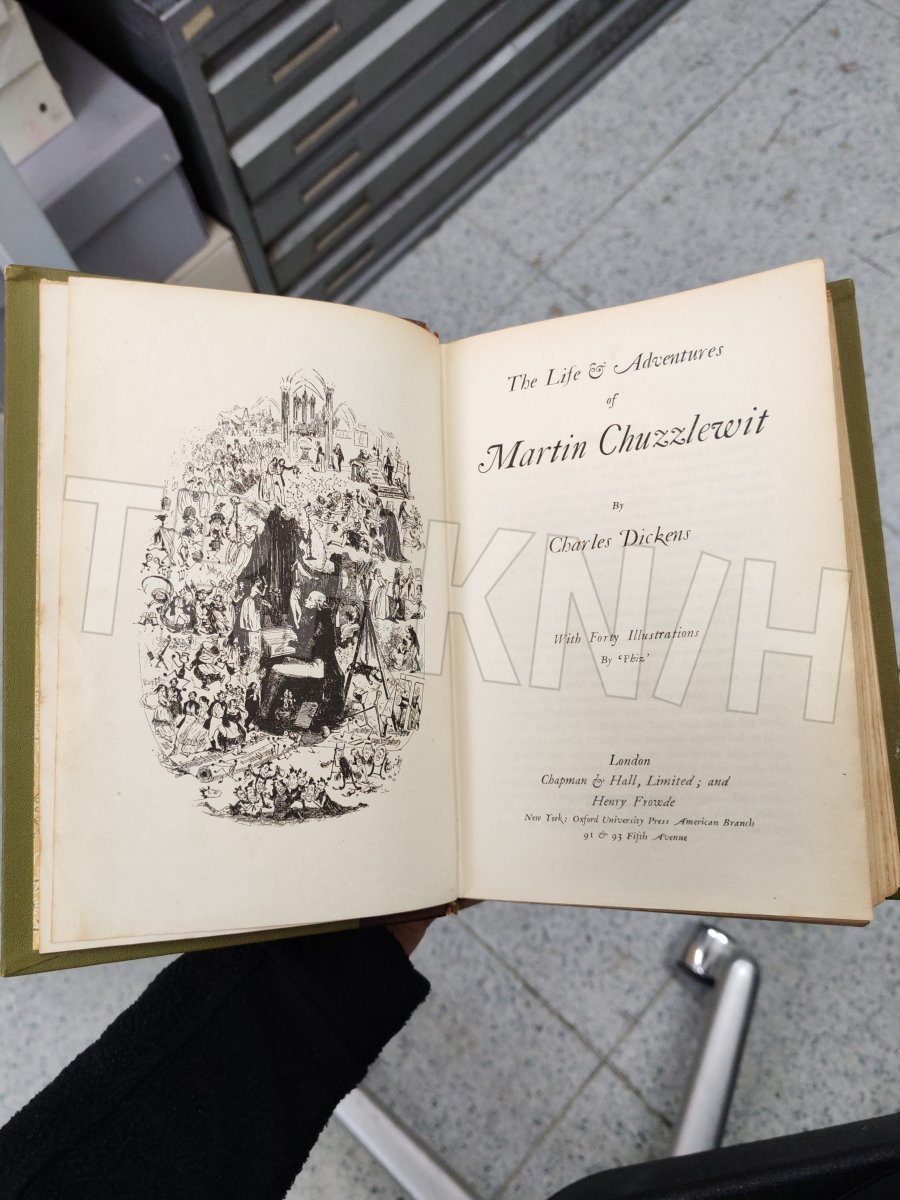 The Life & Adventures
of
Martin Chuzzlewit
By
Charles Dickens
With Forty Illustrations
By ‘Phiz’
London
Chapman & Hall, Limited; and
Henry Frowde
New York: Oxford University Press American Branch
91 & 93 Fifth Avenue